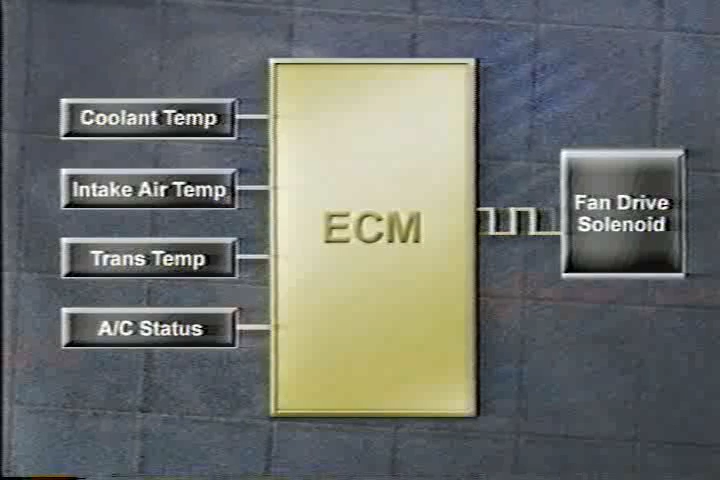 Coolant Temp
Intake Air Temp
Trans Temp
A/C Status
ECM
Fan Drive
Solenoid